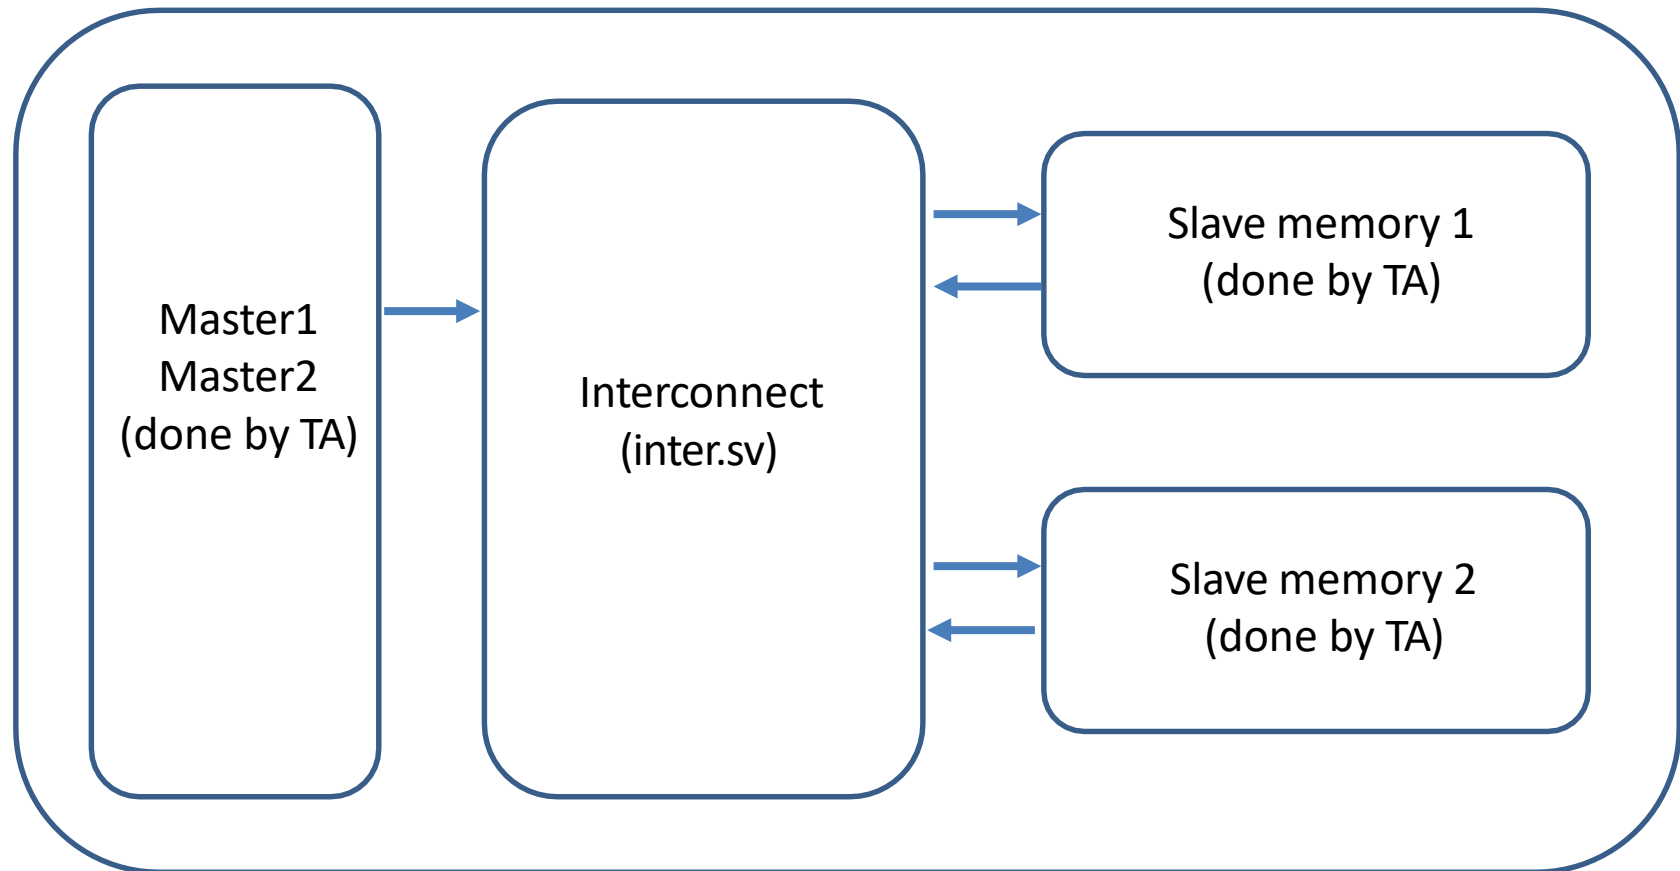 Master1
Master2
(done by TA)
Interconnect
(inter.sv)
Slave memory 1
(done by TA)
Slave memory 2
(done by TA)